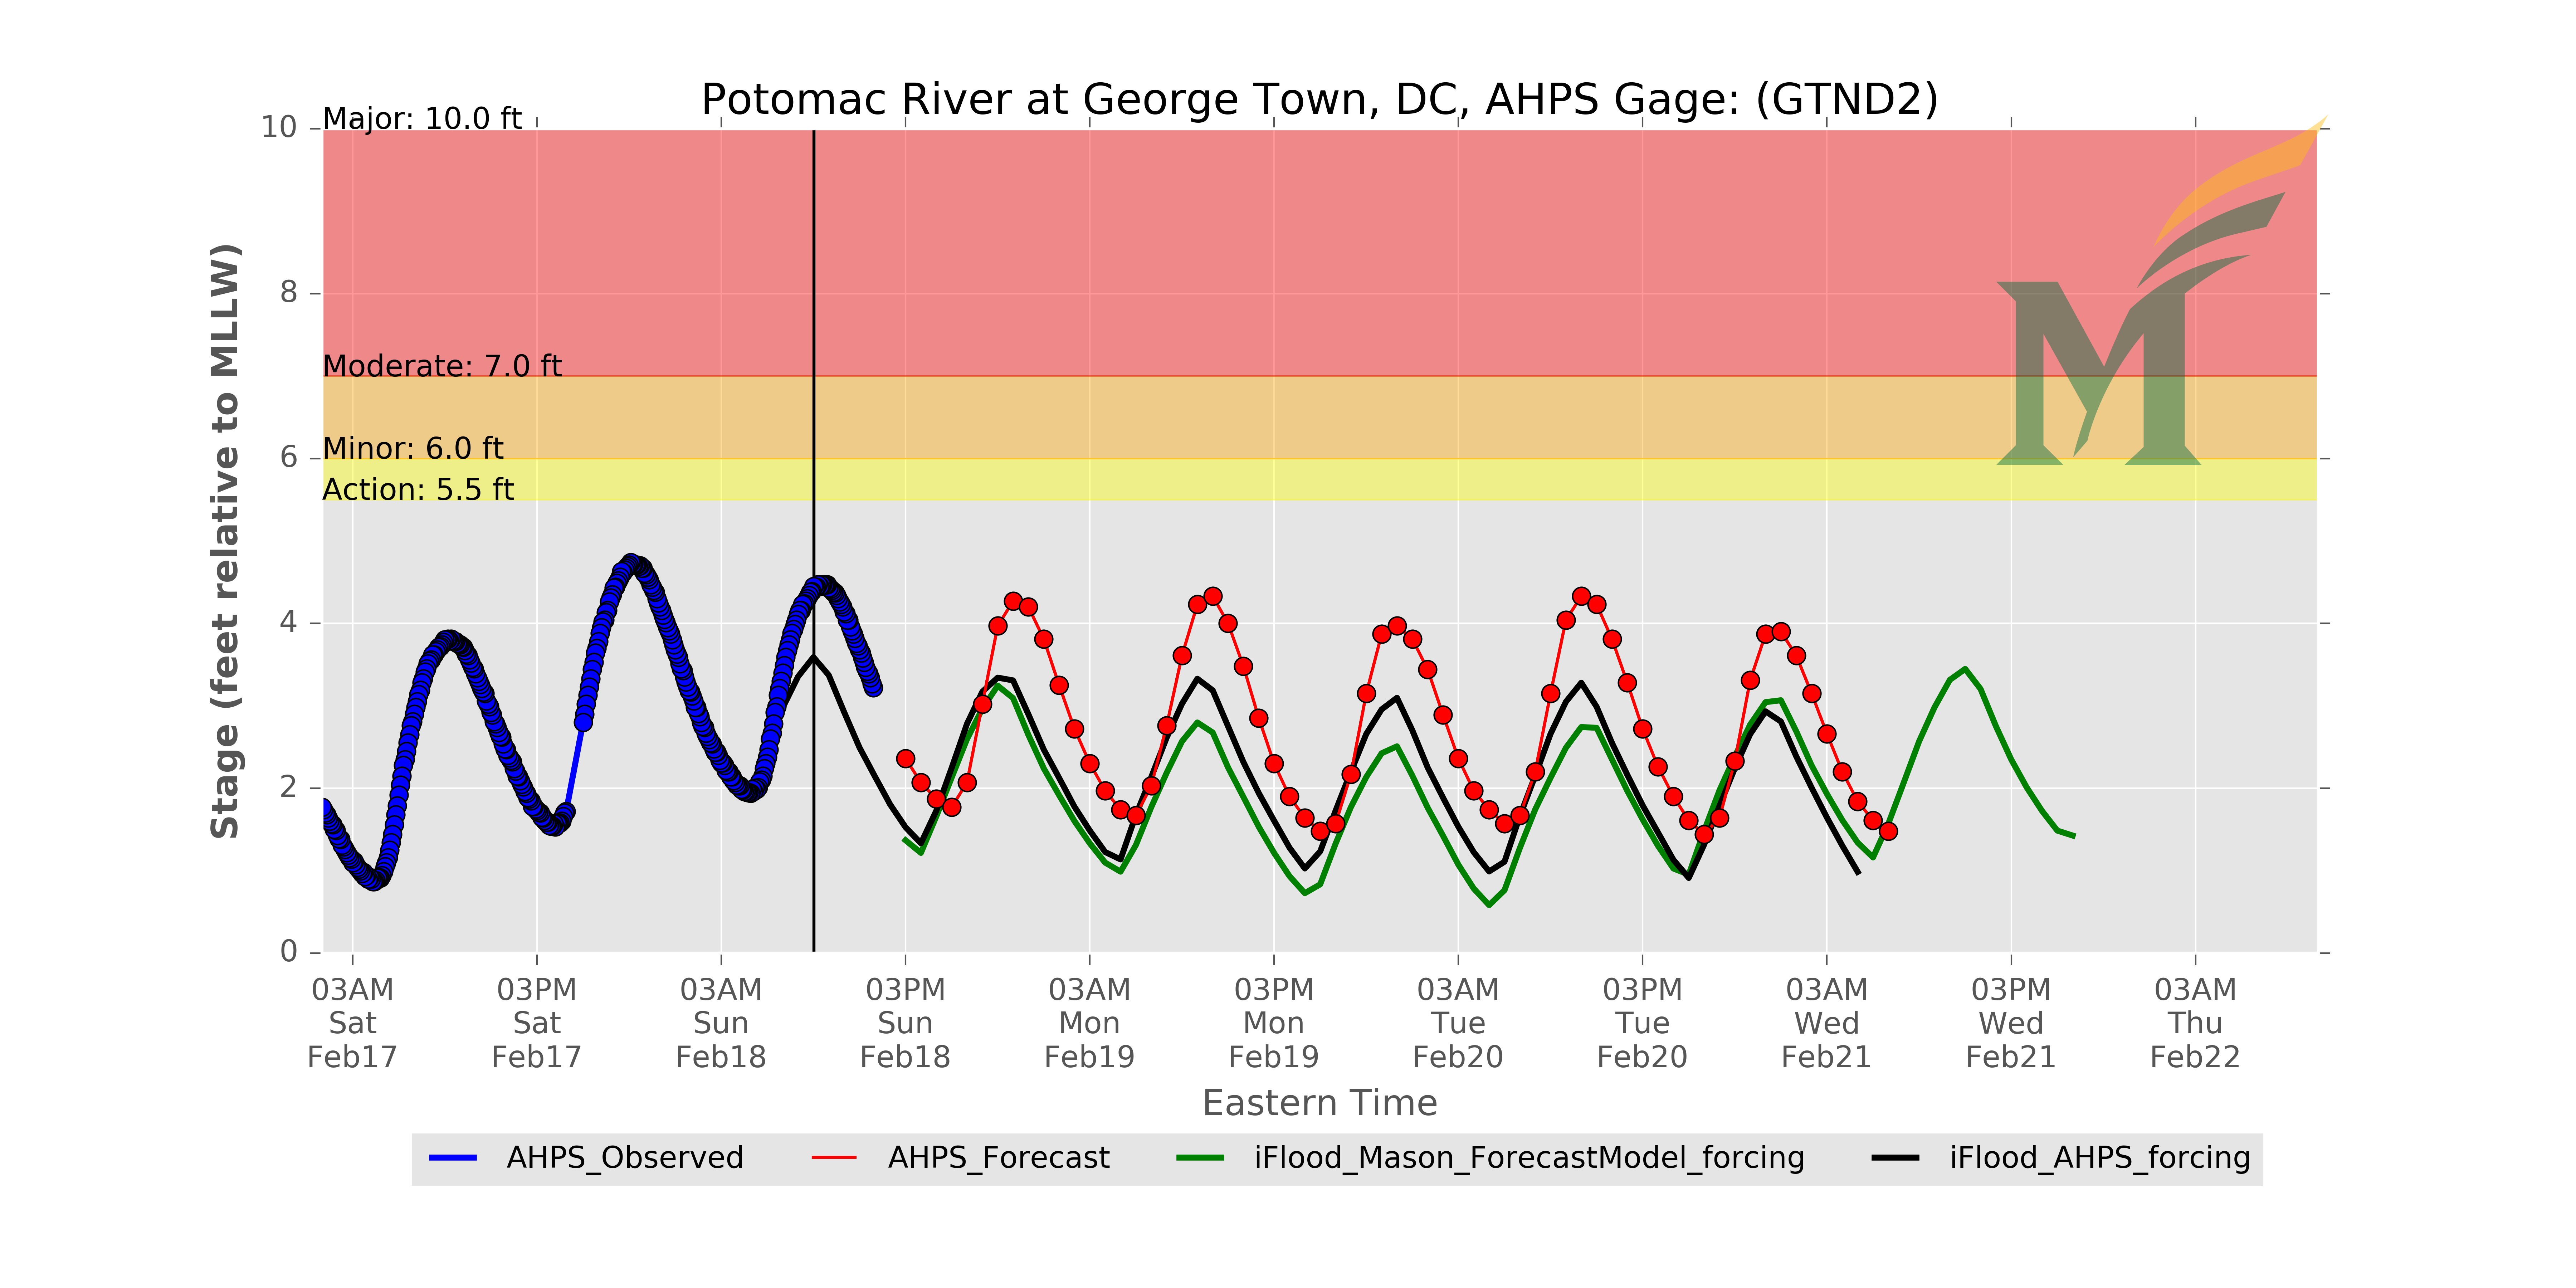 Potomac River at George Town, DC, AHPS Gage: (GTND2)
Major: 10.0 ft
Moderate: 7.0 ft
Minor: 6.0 ft
Action: 5.5 ft
Stage (feet relative to MLLW)
10
8
6
4
2
0
03AM Sat Feb17
03PM Sat Feb17
03AM Sun Feb18
03PM Sun Feb18
03AM Mon Feb19
03PM Mon Feb19
03AM Tue Feb20
03PM Tue Feb20
03AM Wed Feb21
03PM Wed Feb21
03AM Thu Feb22
Eastern Time
AHPS_Observed
AHPS_Forecast
iFlood_Mason_ForecastModel_forcing
iFlood_AHPS_forcing
M